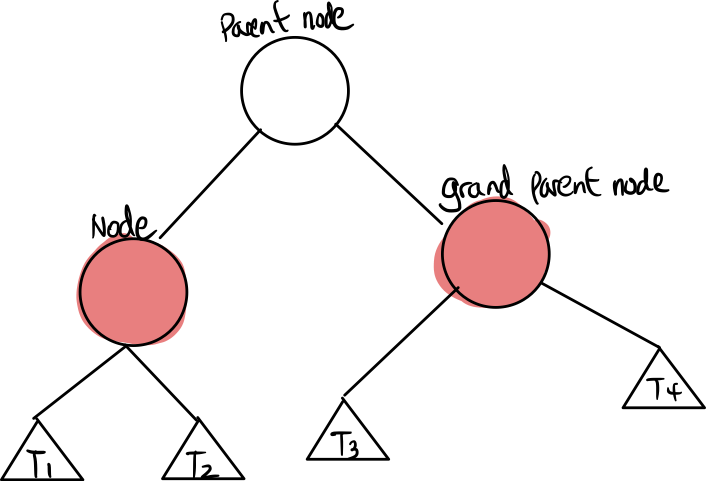 Parent node
grand parent node
Node
T4
T3
T1
T2